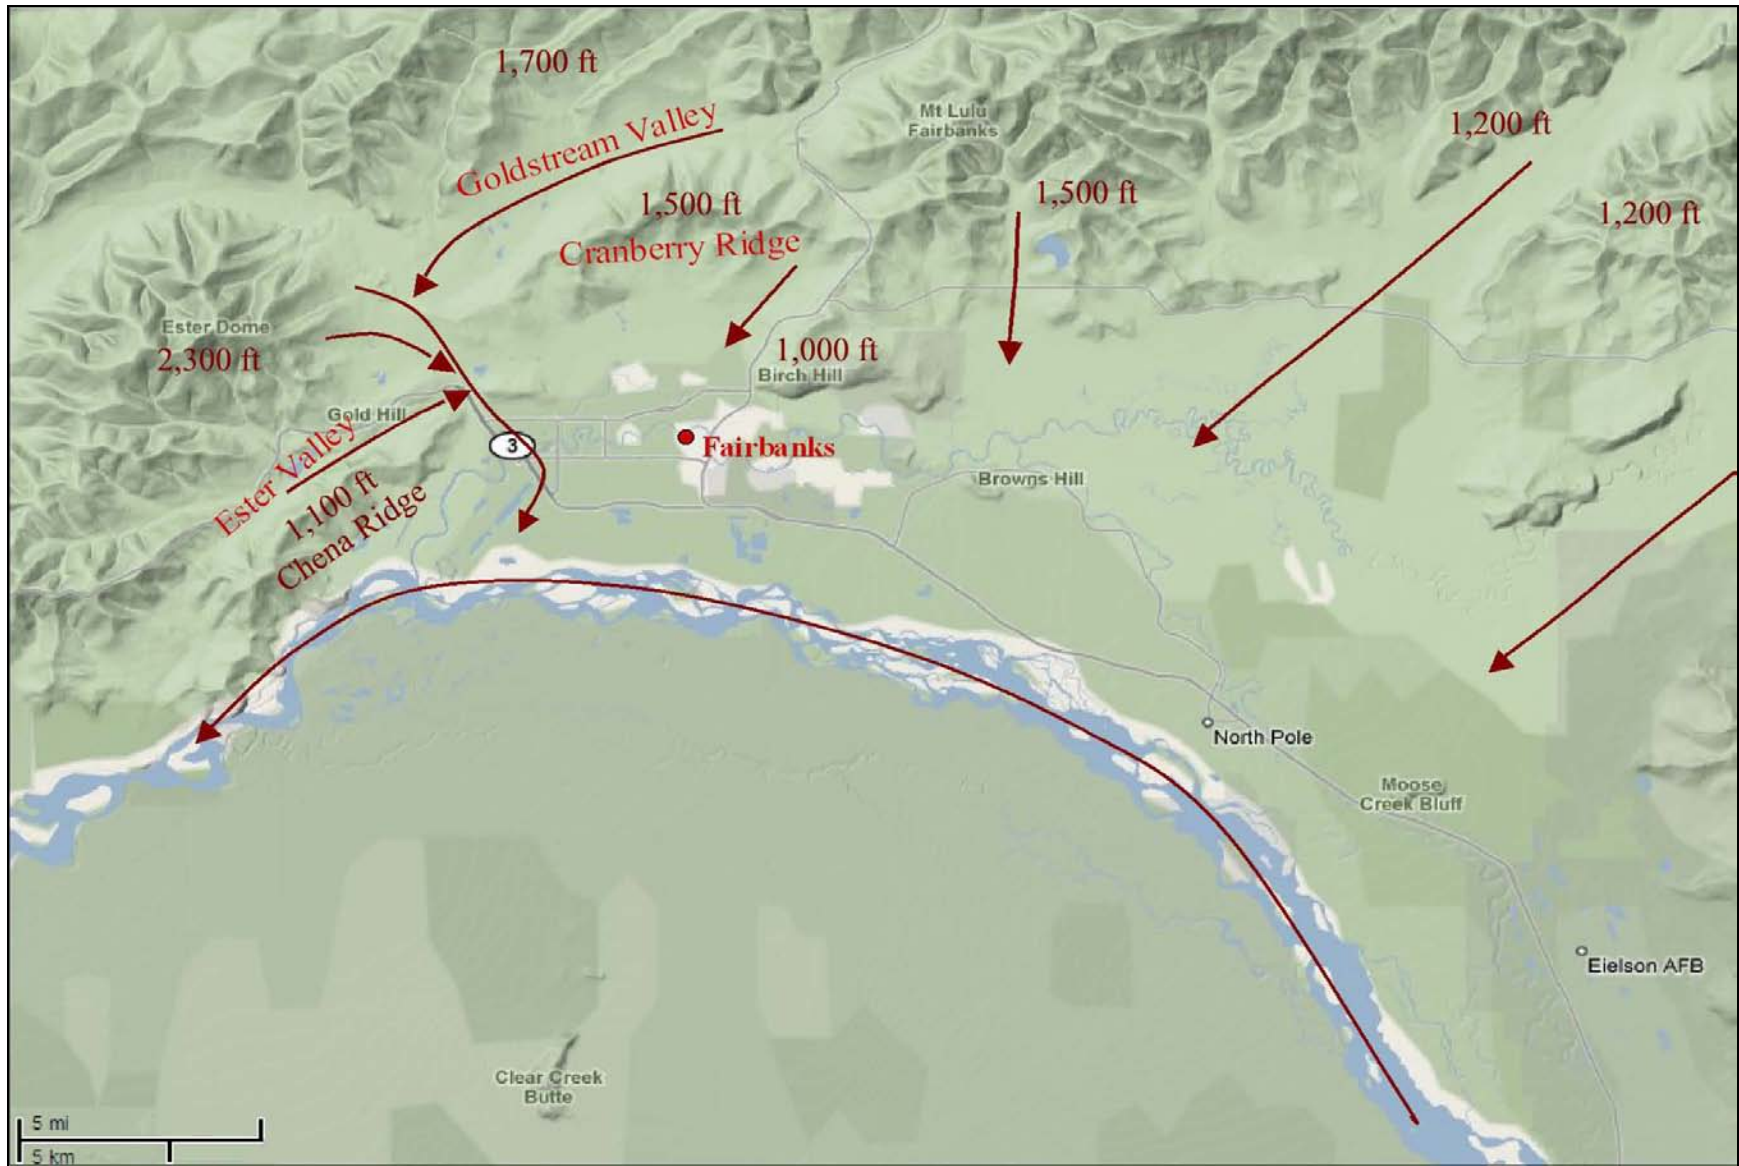 1,700 ft
Goldstream Valley
Mt Lulu
Fairbanks
1,200 ft
1,500 ft
1,500 ft
1,200 ft
Cranberry Ridge
Ester Dome
2,300 ft
1,000 ft
Birch Hill
Gold Hill
3
Fairbanks
Ester Valley
1,100 ft
Chena Ridge
Browns Hill
North Pole
Moose
Creek Bluff
Eielson AFB
Clear Creek
Butte
5 mi
5 km